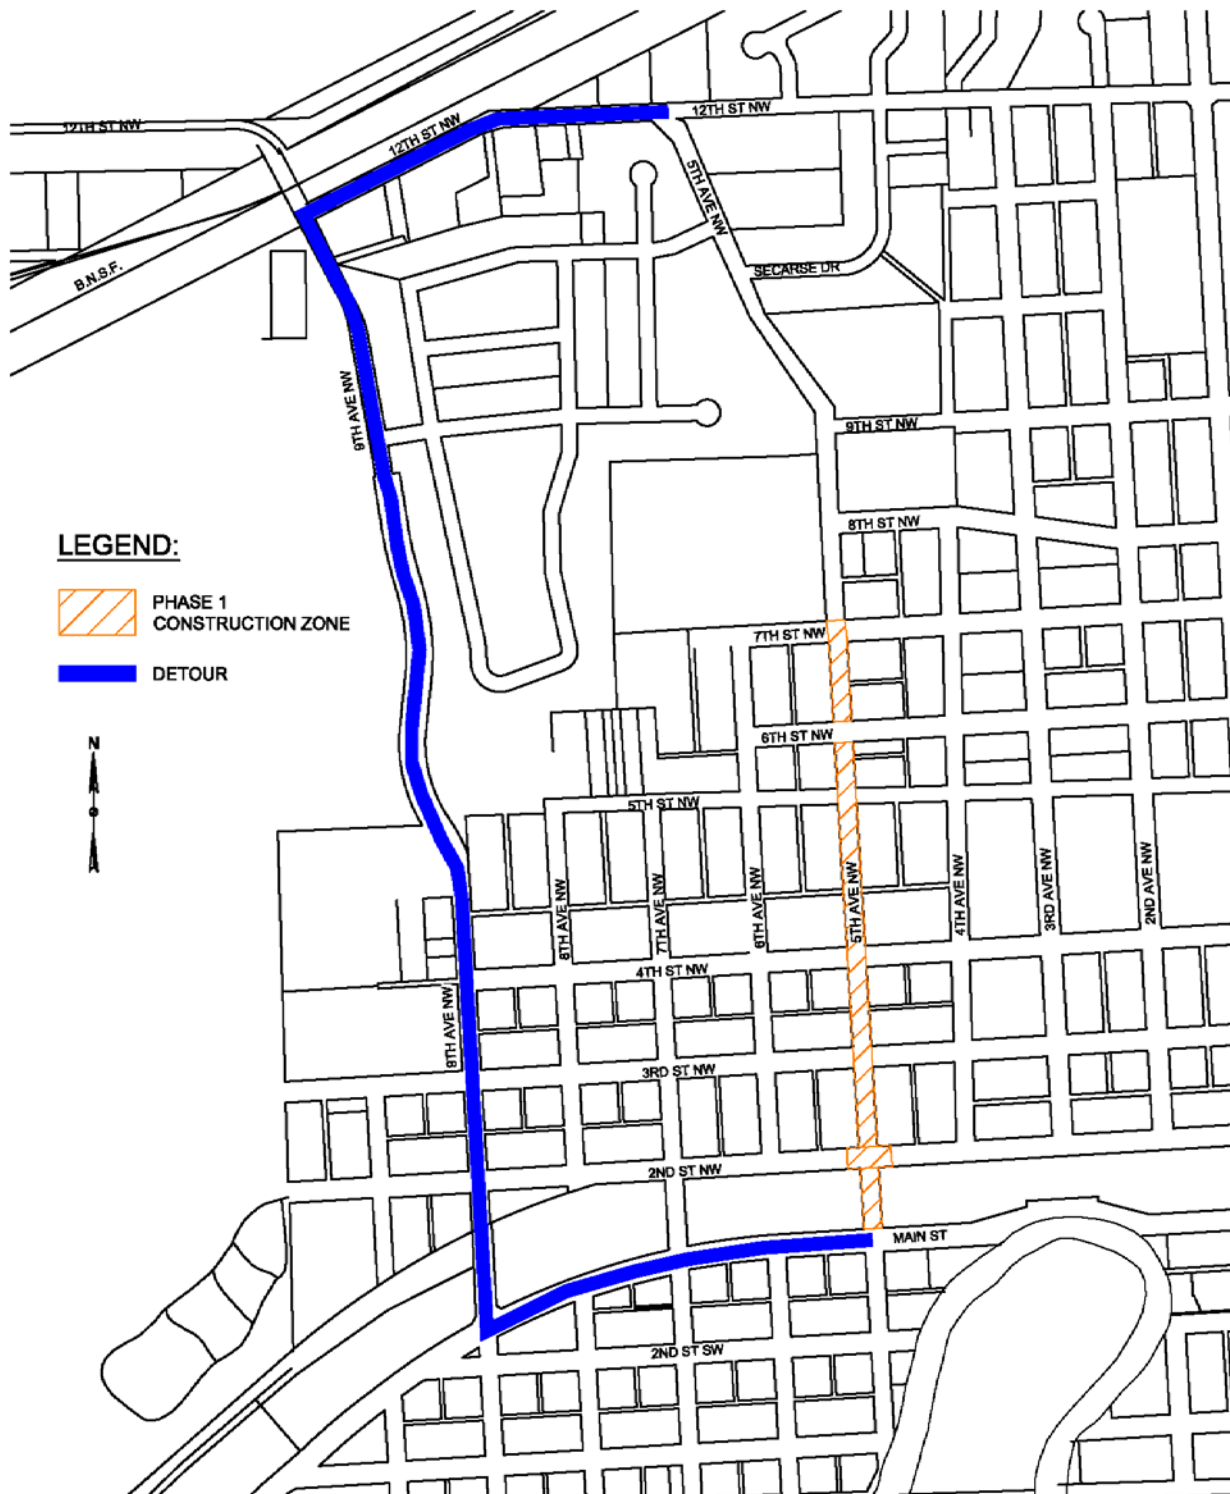 12TH ST NW
12TH ST NW
12TH ST NW
5TH AVE NW
SECARSE DR
B.N.S.F.
9TH AVE NW
9TH ST NW
8TH ST NW
LEGEND:
PHASE 1
CONSTRUCTION ZONE
DETOUR
N
7TH ST NW
6TH ST NW
5TH ST NW
8TH AVE NW
7TH AVE NW
6TH AVE NW
5TH AVE NW
4TH AVE NW
3RD AVE NW
2ND AVE NW
4TH ST NW
9TH AVE NW
3RD ST NW
2ND ST NW
MAIN ST
2ND ST SW